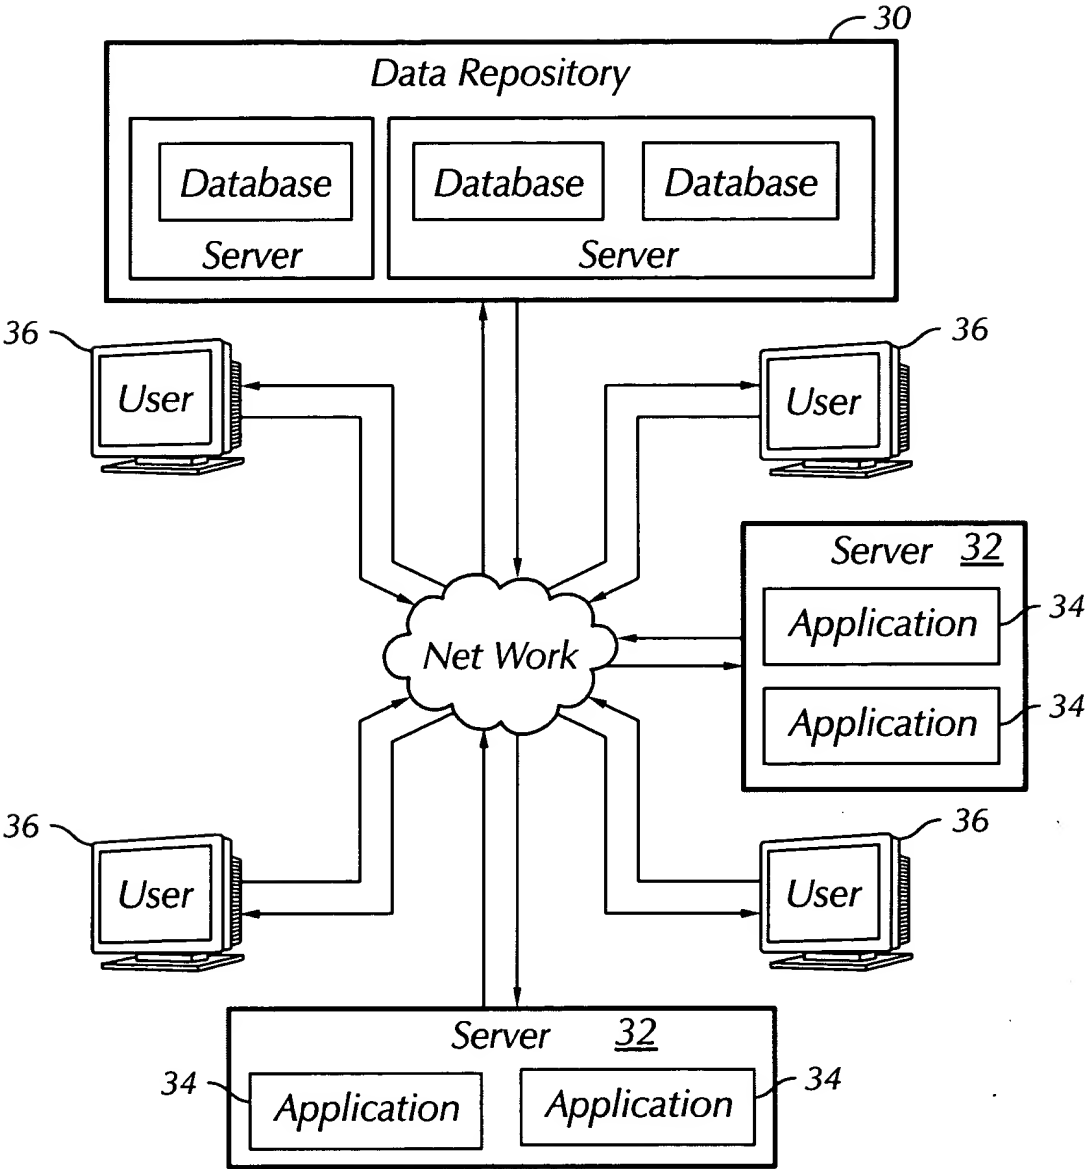 30
Data Repository
Database
Database
Database
Server
Server
36
User
36
User
Server 32
Application
34
Net Work
Application
34
36
User
36
User
Server 32
34
Application
Application
34